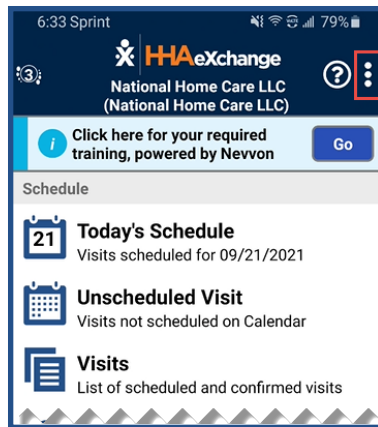 6:33 Sprint 79%
HHAeXchange
3
National Home Care LLC
(National Home Care LLC)
?
i
Click here for your required
training, powered by Nevvon
Go
Schedule
21
Today's Schedule
Visits scheduled for 09/21/2021
Unscheduled Visit
Visits not scheduled on Calendar
Visits
List of scheduled and confirmed visits